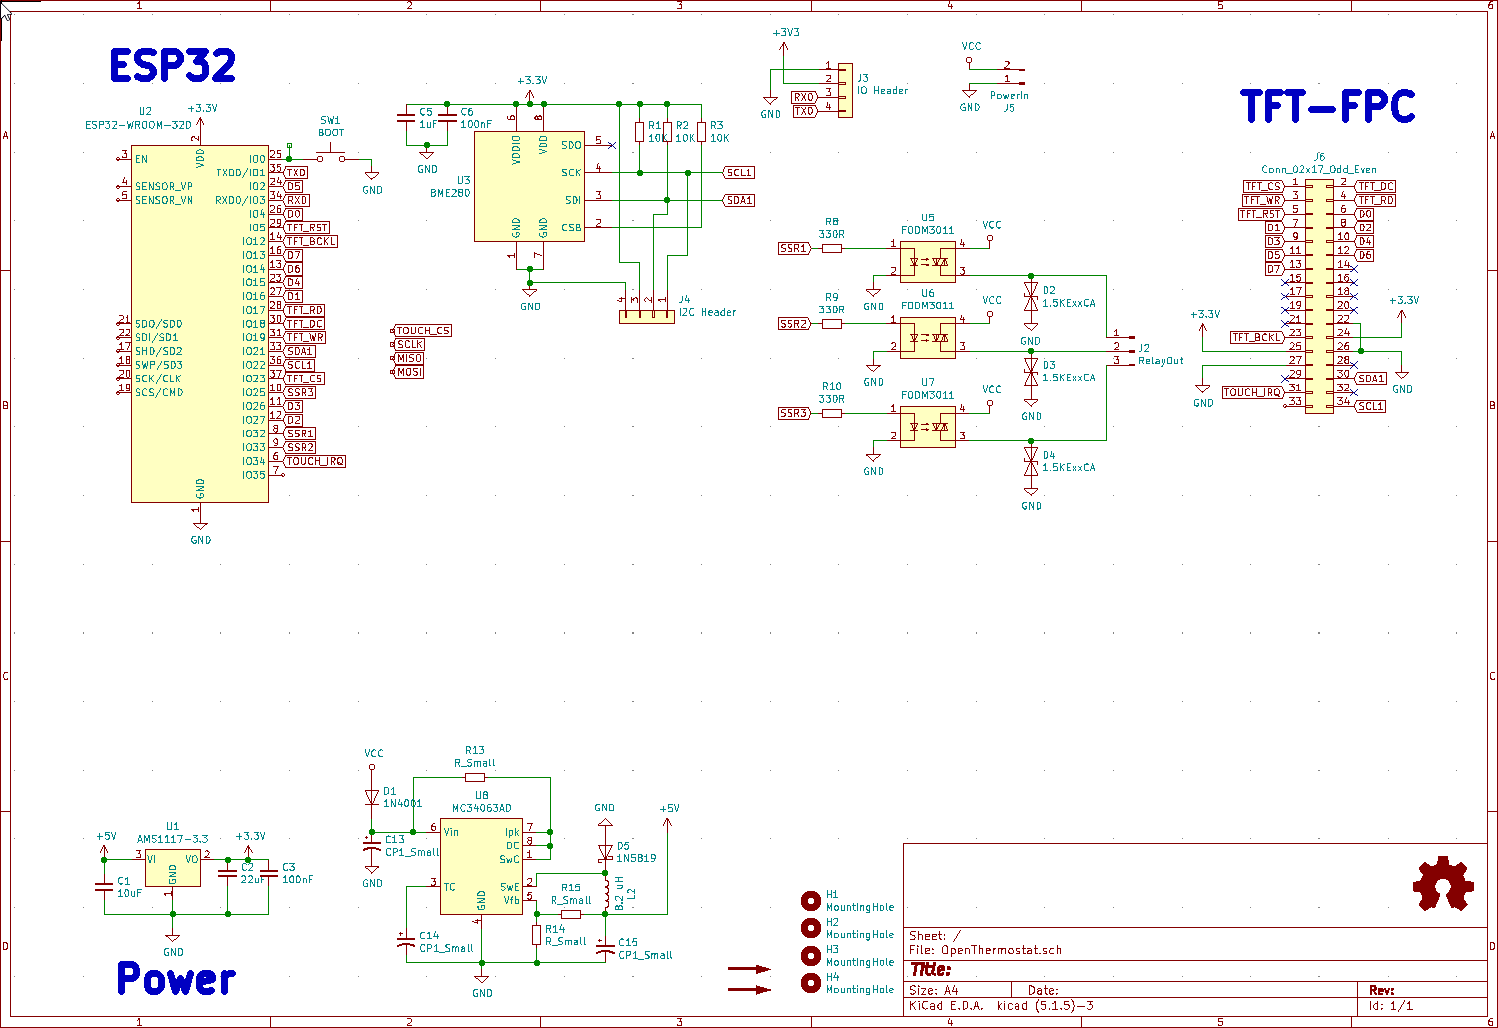 1 2 3 4 5 6
A B C D
ESP32
U2
ESP32-WROOM-32D
+3.3V
2
VDD
3 EN
4 SENSOR_VP
5 SENSOR_VN
21 SDO/SD0
22 SDI/SD1
17 SHD/SD2
18 SWP/SD3
20 SCK/CLK
19 SCS/CMD
IO0 25
TXD0/IO1 35 TXD
IO2 24 D5
RXD0/IO3 34 RXD
IO4 26 D0
IO5 29 TFT_RST
IO12 14 TFT_BCKL
IO13 16 D7
IO14 13 D6
IO15 23 D4
IO16 27 D1
IO17 28 TFT_RD
IO18 30 TFT_DC
IO19 31 TFT_WR
IO21 33 SDA1
IO22 36 SCL1
IO23 37 TFT_CS
IO25 10 SSR3
IO26 11 D3
IO27 12 D2
IO32 8 SSR1
IO33 9 SSR2
IO34 6 TOUCH_IRQ
IO35 7
GND
1
GND
SW1
BOOT
GND
TOUCH_CS
SCLK
MISO
MOSI
+3.3V
C5
1uF
C6
100nF
GND
U3
BME280
6 8
VDDIO VDD
SDO 5
SCK 4
SDI 3
CSB 2
GND GND
1 7
GND
R1
10K
R2
10K
R3
10K
SCL1
SDA1
4 3 2 1
J4
I2C Header
+3V3
1
2
RXD 3
TXD 4
GND
J3
IO Header
VCC
2
1
GND
PowerIn
J5
R8
330R
SSR1
U5
FODM3011
1 4
2 3
VCC
GND
R9
330R
SSR2
U6
FODM3011
1 4
2 3
VCC
GND
R10
330R
SSR3
U7
FODM3011
1 4
2 3
VCC
GND
D2
1.5KExxCA
GND
D3
1.5KExxCA
GND
D4
1.5KExxCA
GND
1
2
3
J2
RelayOut
TFT-FPC
J6
Conn_02x17_Odd_Even
TFT_CS 1 2 TFT_DC
TFT_WR 3 4 TFT_RD
TFT_RST 5 6 D0
D1 7 8 D2
D3 9 10 D4
D5 11 12 D6
D7 13 14
15 16
17 18
19 20
21 22
TFT_BCKL 23 24
25 26
27 28
29 30 SDA1
TOUCH_IRQ 31 32
33 34 SCL1
+3.3V
GND
+3.3V
GND
+5V
U1
AMS1117-3.3
3 VI VO 2
GND
1
C1
10uF
+3.3V
C2
22uF
C3
100nF
GND
Power
VCC
D1
1N4001
C13
CP1_Small
GND
R13
R_Small
U8
MC34063AD
6 Vin
3 TC
Ipk 7
DC 8
SwC 1
SwE 2
Vfb 5
GND
4
C14
CP1_Small
GND
R14
R_Small
R15
R_Small
GND
D5
1N5819
8.2 uH
L2
C15
CP1_Small
+5V
H1
MountingHole
H2
MountingHole
H3
MountingHole
H4
MountingHole
Sheet: /
File: OpenThermostat.sch
Title:
Size: A4 Date: Rev:
KiCad E.D.A. kicad (5.1.5)-3 Id: 1/1
1 2 3 4 5 6
A B C D